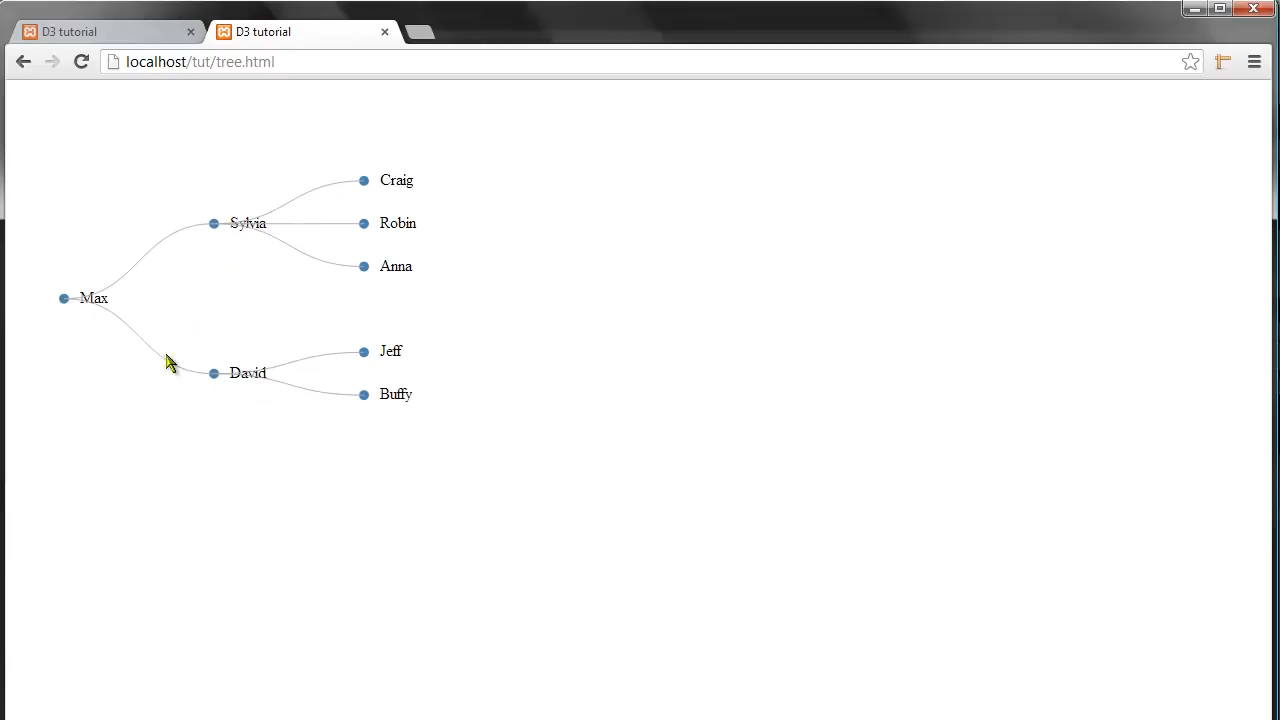 D3 tutorial
D3 tutorial
localhost/tut/tree.html
Craig
Sylvia
Robin
Anna
Max
Jeff
David
Buffy